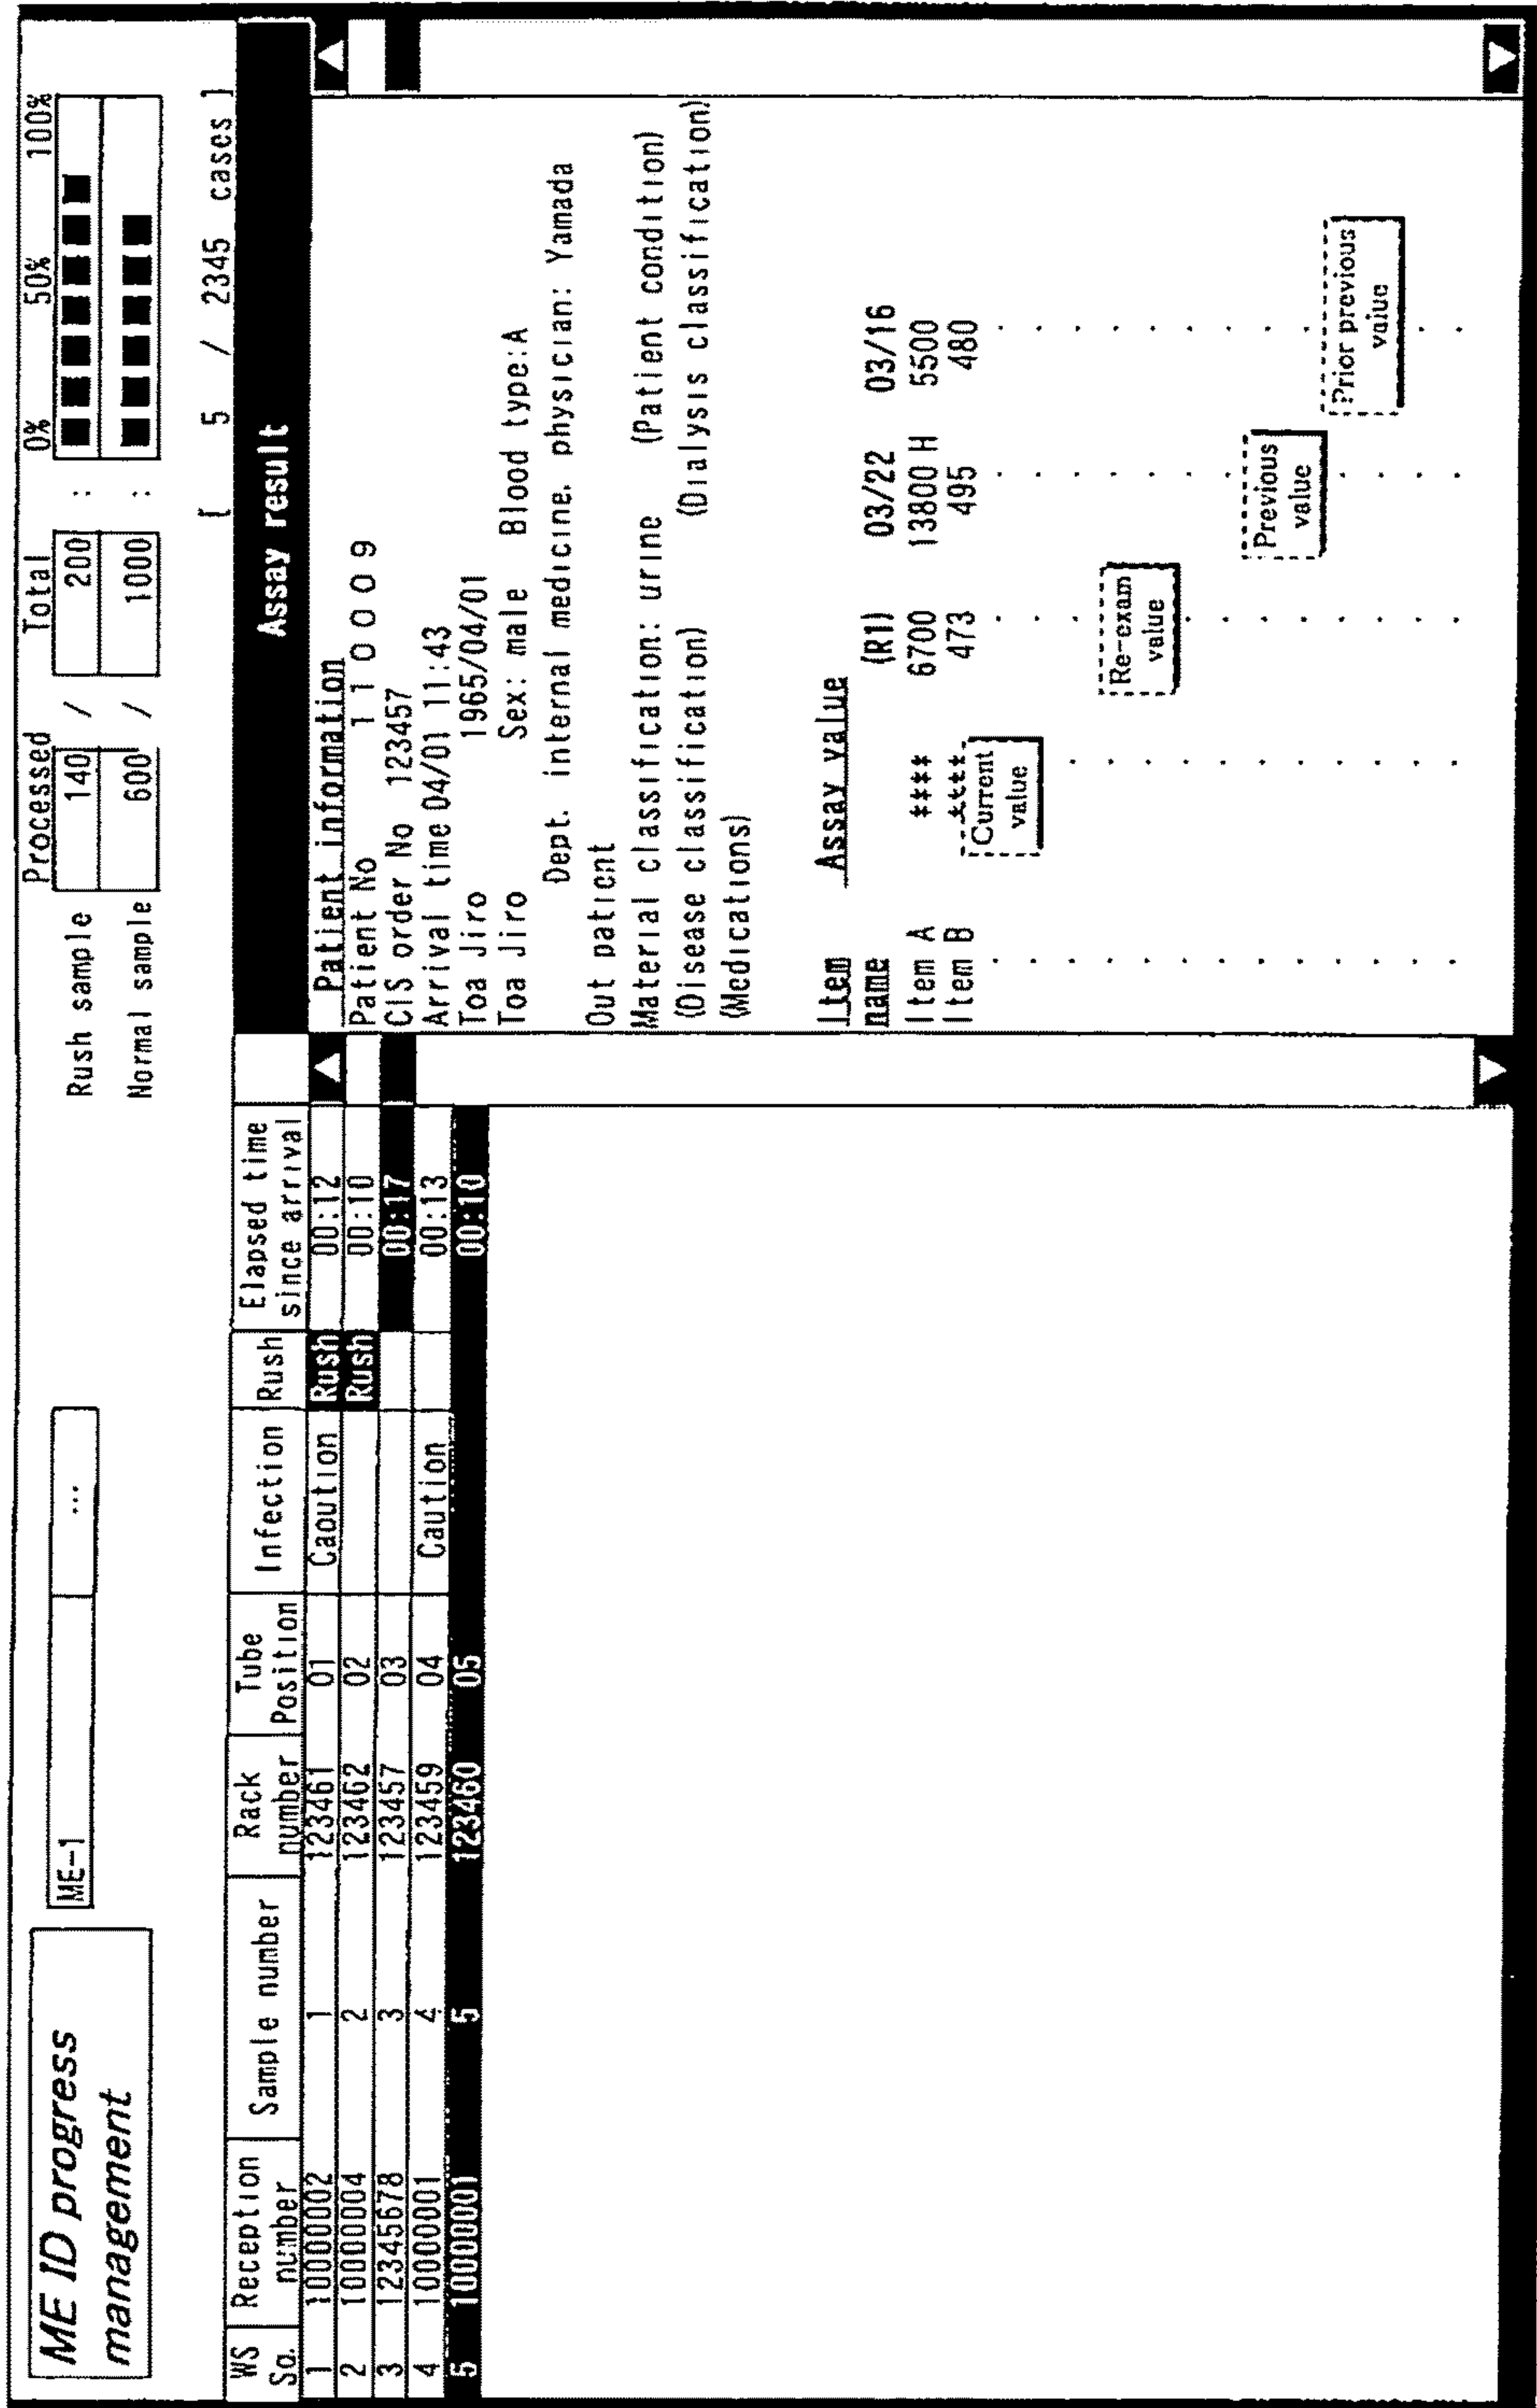 ME ID progress
management
ME-1 ...
Processed Total 0% 50% 100%
Rush sample 140 / 200 :
Normal sample 600 / 1000 :
[ 5 / 2345 cases ]
WS Sq. Reception number Sample number Rack number Tube Position Infection Rush Elapsed time since arrival
1 10000002 1 123461 01 Caoution Rush 00:12
2 10000004 2 123462 02 Rush 00:10
3 12345678 3 123457 03 00:17
4 10000001 4 123459 04 Caution 00:13
5 10000001 5 123460 05 00:10
Assay result
Patient information
Patient No 110009
CIS order No 123457
Arrival time 04/01 11:43
Toa Jiro 1965/04/01
Toa Jiro Sex: male Blood type:A
Dept. internal medicine, physician: Yamada
Out patient
Material classification: urine (Patient condition)
(Disease classification) (Dialysis classification)
(Medications)
Item Assay value
name (R1) 03/22 03/16
Item A **** 6700 13800 H 5500
Item B **** 473 495 480
Current
value
Re-exam
value
Previous
value
Prior previous
value